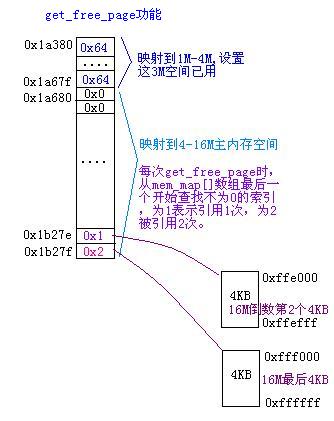 get_free_page功能
0x1a380
0x64
....
0x1a67f
0x64
0x1a680
0x0
0x0
映射到1M-4M,设置
这3M空间已用
....
映射到4-16M主内存空间
每次get_free_page时,
从mem_map[]数组最后一
个开始查找不为0的索引
,为1表示引用1次,为2
被引用2次。
0x1b27e
0x1
0x1b27f
0x2
0xffe000
4KB
16M倒数第2个4KB
0xffefff
0xfff000
4KB
16M最后4KB
0xffffff